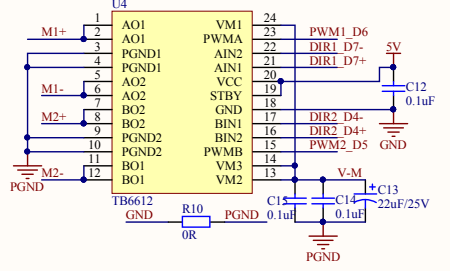 U4
1 AO1 VM1 24
M1+ 2 AO1 PWMA 23 PWM1_D6
3 PGND1 AIN2 22 DIR1_D7-
4 PGND1 AIN1 21 DIR1_D7+ 5V
5 AO2 VCC 20
M1- 6 AO2 STBY 19 C12
7 BO2 GND 18 0.1uF
M2+ 8 BO2 BIN1 17 DIR2_D4-
9 PGND2 BIN2 16 DIR2_D4+ GND
10 PGND2 PWMB 15 PWM2_D5
11 BO1 VM3 14
M2- 12 BO1 VM2 13 V-M
PGND
TB6612 C15 C14 + C13
0.1uF 0.1uF 22uF/25V
GND R10 PGND
0R
PGND